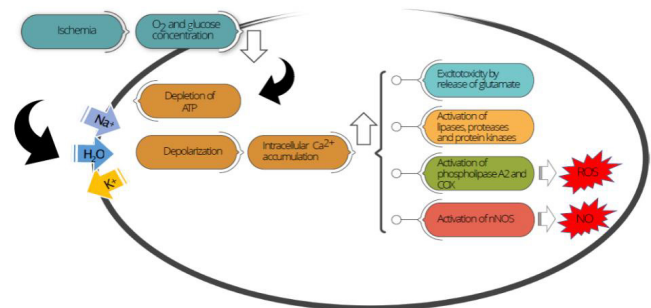 Ischemia
O2 and glucose
concentration
Depletion of
ATP
Na+
H2O
K+
Depolarization
Intracellular Ca2+
accumulation
Excitotoxicity by
release of glutamate
Activation of
lipases, proteases
and protein kinases
Activation of
phospholipase A2 and
COX
ROS
Activation of nNOS
NO